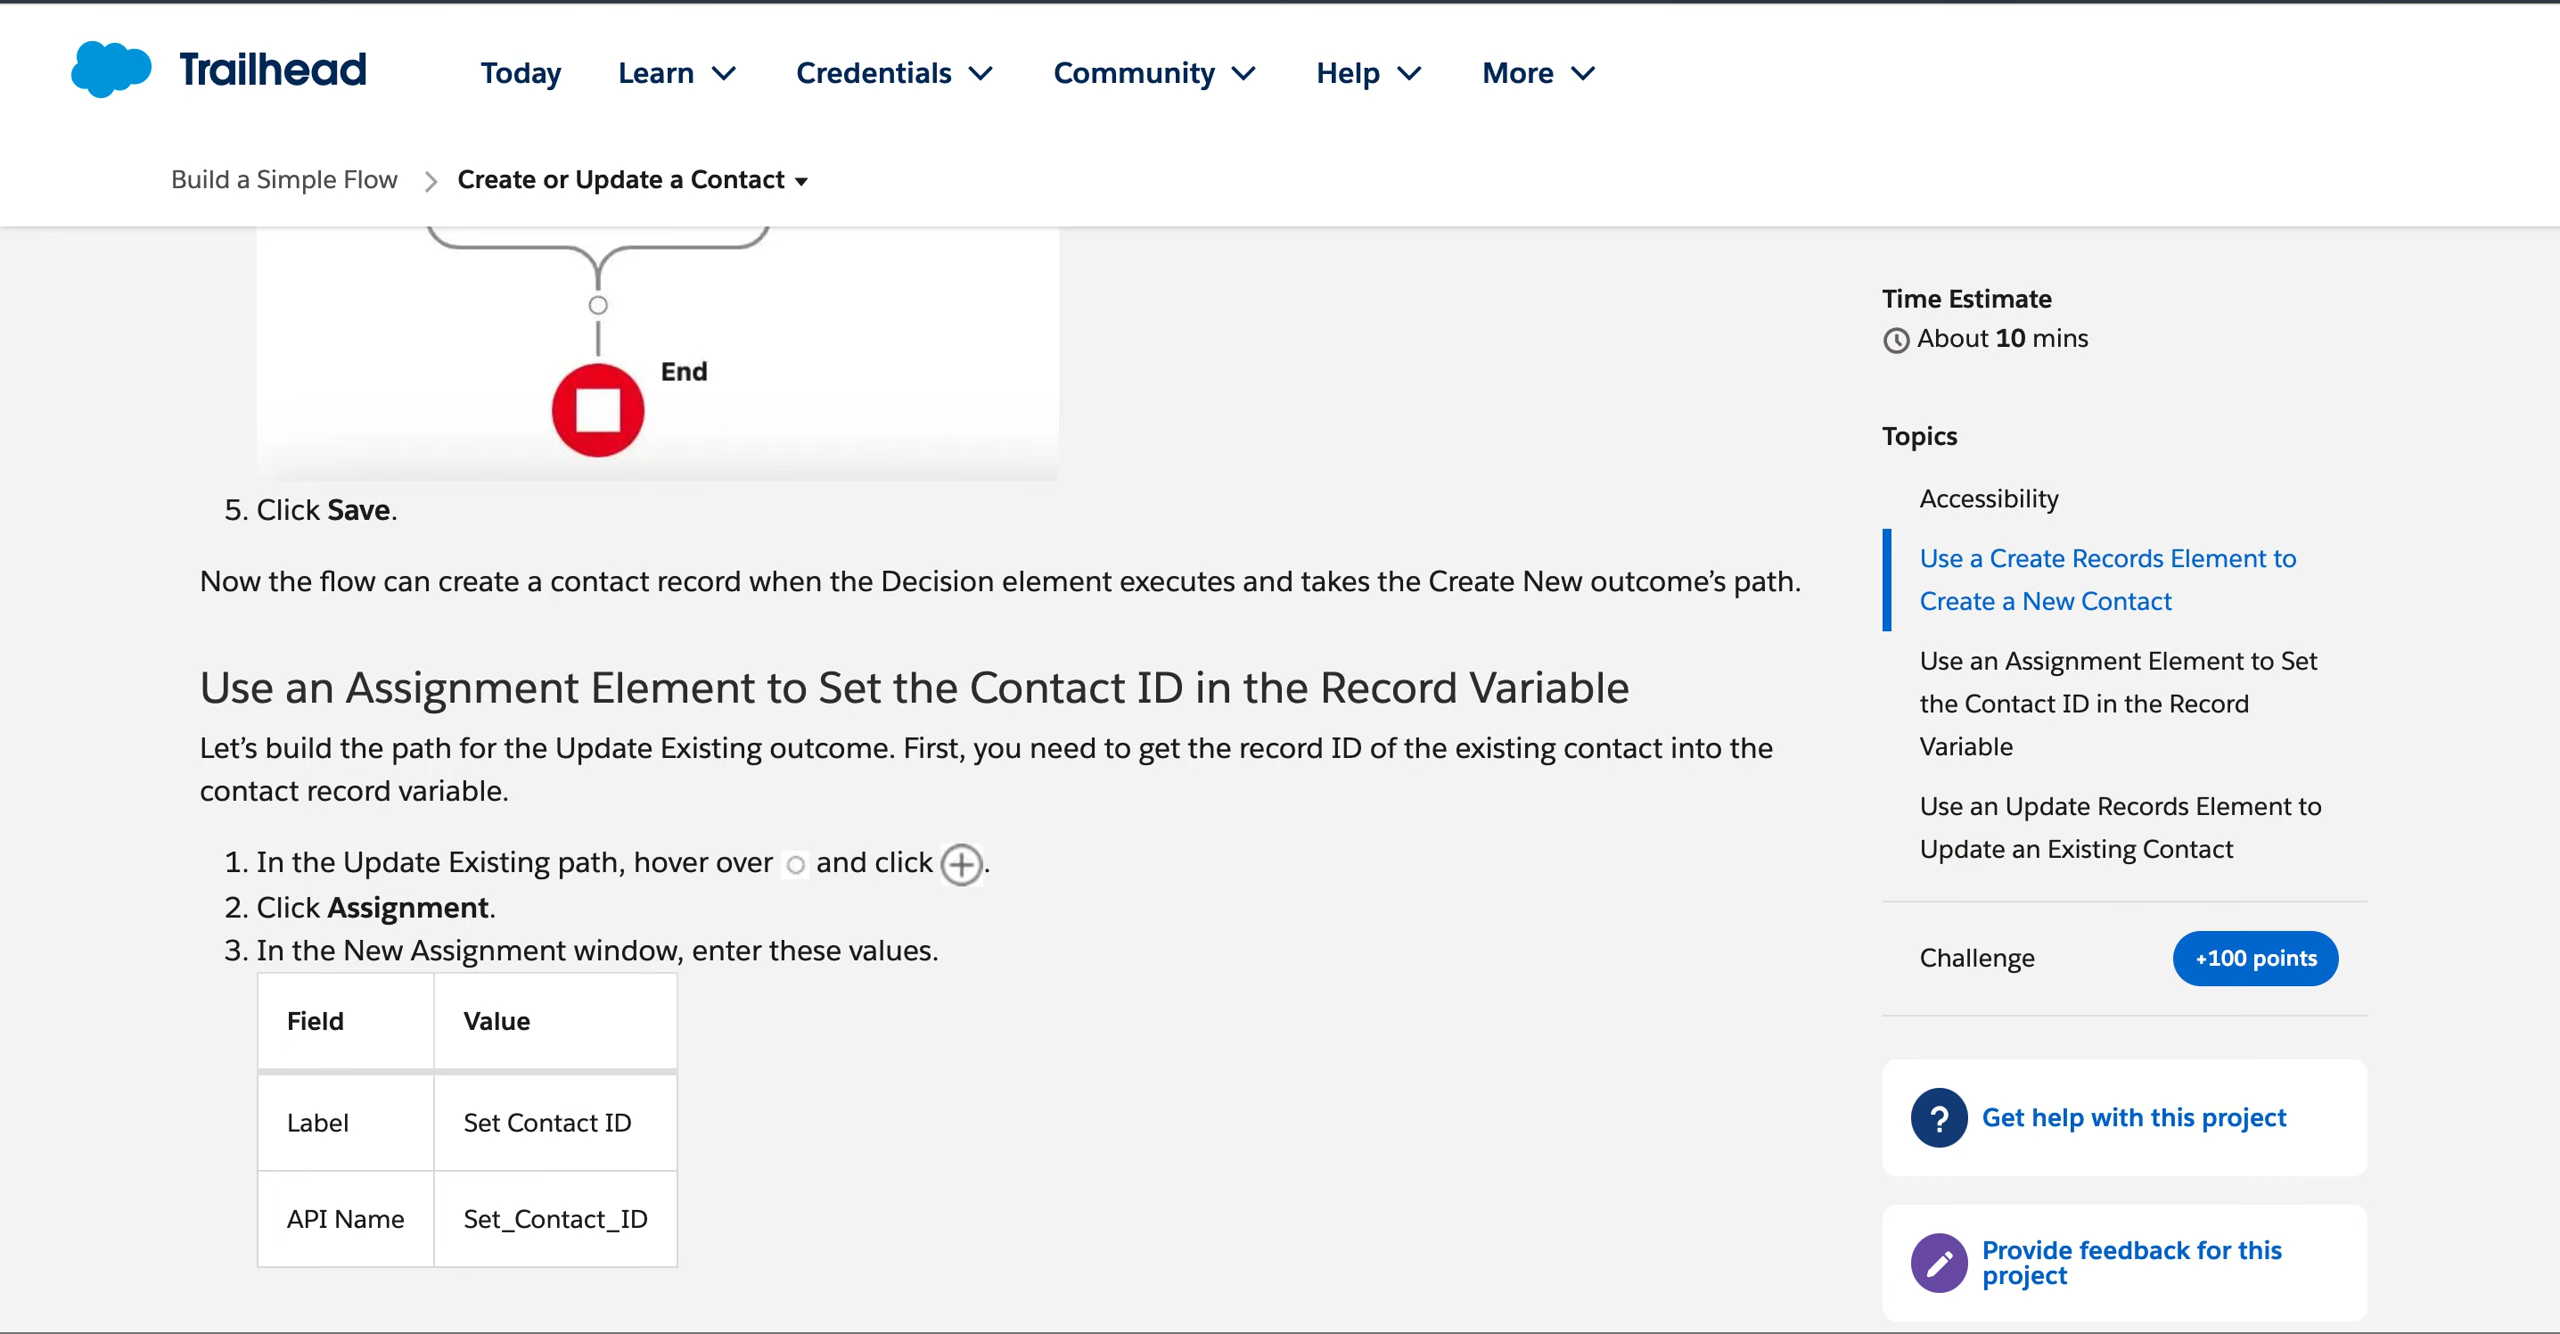 Trailhead
Today
Learn
Credentials
Community
Help
More
Build a Simple Flow
Create or Update a Contact
End
5. Click Save.
Now the flow can create a contact record when the Decision element executes and takes the Create New outcome’s path.
Use an Assignment Element to Set the Contact ID in the Record Variable
Let’s build the path for the Update Existing outcome. First, you need to get the record ID of the existing contact into the
contact record variable.
1. In the Update Existing path, hover over and click .
2. Click Assignment.
3. In the New Assignment window, enter these values.
Field Value
Label Set Contact ID
API Name Set_Contact_ID
Time Estimate
About 10 mins
Topics
Accessibility
Use a Create Records Element to
Create a New Contact
Use an Assignment Element to Set
the Contact ID in the Record
Variable
Use an Update Records Element to
Update an Existing Contact
Challenge
+100 points
? Get help with this project
Provide feedback for this
project